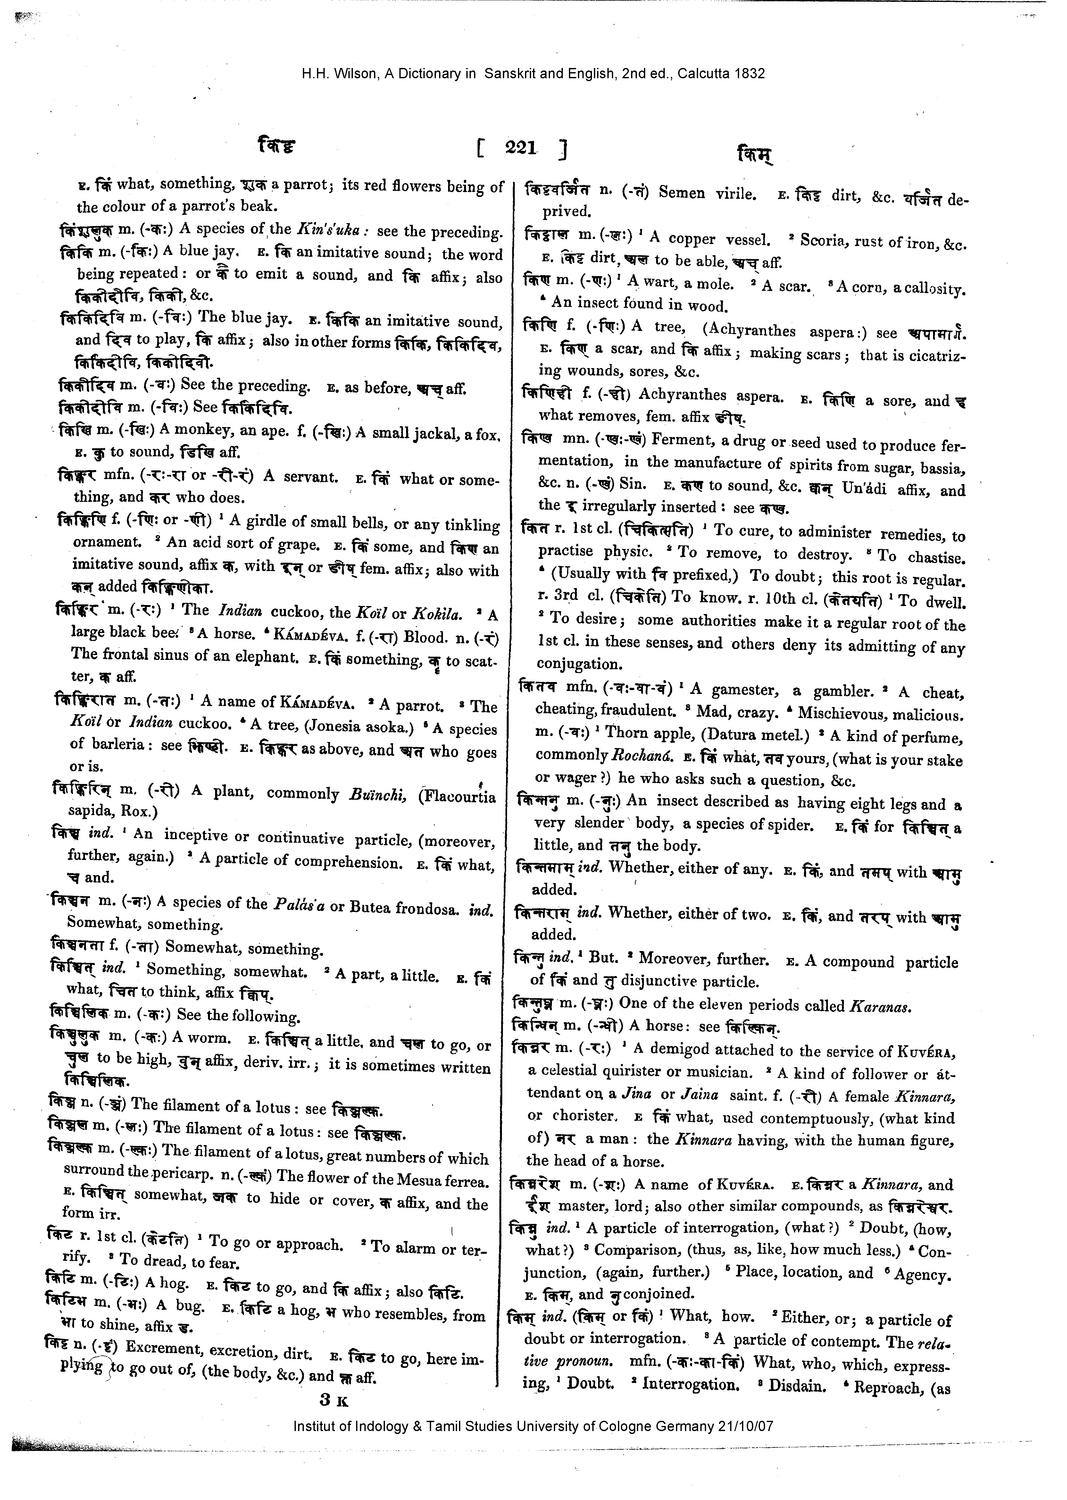 H.H. Wilson, A Dictionary in Sanskrit and English, 2nd ed., Calcutta 1832
किट्ट [ 221 ] किम्
E. किं what, something, शुक a parrot; its red flowers being of
the colour of a parrot's beak.
किंशुलुक m. (-कः) A species of the Kin's'uka : see the preceding.
किकि m. (-किः) A blue jay. E. कि an imitative sound; the word
being repeated : or कै to emit a sound, and कि affix; also
किकीदीवि, किकी, &c.
किकिदिवि m. (-विः) The blue jay. E. किकि an imitative sound,
and दिव to play, कि affix; also in other forms किकि, किकिदिव,
किकिदीवि, किकीदिवी.
किकीदिव m. (-वः) See the preceding. E. as before, अच् aff.
किकीदीवि m. (-विः) See किकिदिवि.
किखि m. (-खिः) A monkey, an ape. f. (-खिः) A small jackal, a fox.
E. कु to sound, डिखि aff.
किङ्कर mfn. (-रः-रा or -री-रं) A servant. E. किं what or some-
thing, and कर who does.
किङ्किणि f. (-णिः or -णी) ¹ A girdle of small bells, or any tinkling
ornament. ² An acid sort of grape. E. किं some, and किण an
imitative sound, affix क, with इन् or ङीष् fem. affix; also with
कन् added किङ्किणीका.
किङ्किर m. (-रः) ¹ The Indian cuckoo, the Koïl or Kokila. ² A
large black bee. ³ A horse. ⁴ KÁMADÉVA. f. (-रा) Blood. n. (-रं)
The frontal sinus of an elephant. E. किं something, कॄ to scat-
ter, क aff.
किङ्किरात m. (-तः) ¹ A name of KÁMADÉVA. ² A parrot. ³ The
Koïl or Indian cuckoo. ⁴ A tree, (Jonesia asoka.) ⁵ A species
of barleria : see झिण्टी. E. किङ्कर as above, and अत who goes
or is.
किङ्किरिन् m. (-री) A plant, commonly Buïnchi, (Flacourtia
sapida, Rox.)
किञ्च ind. ¹ An inceptive or continuative particle, (moreover,
further, again.) ² A particle of comprehension. E. किं what,
च and.
किञ्चन m. (-नः) A species of the Palás'a or Butea frondosa. ind.
Somewhat, something.
किञ्चनता f. (-ता) Somewhat, something.
किञ्चित् ind. ¹ Something, somewhat. ² A part, a little. E. किं
what, चित to think, affix क्विप्.
किञ्चिलिक m. (-कः) See the following.
किञ्चुलुक m. (-कः) A worm. E. किञ्चित् a little, and चल to go, or
चुल to be high, वुन् affix, deriv. irr.; it is sometimes written
किञ्चिलिक.
किञ्ज n. (-ञ्जं) The filament of a lotus : see किञ्जल्क.
किञ्जल m. (-लः) The filament of a lotus : see किञ्जल्क.
किञ्जल्क m. (-ल्कः) The filament of a lotus, great numbers of which
surround the pericarp. n. (-ल्कं) The flower of the Mesua ferrea.
E. किञ्चित् somewhat, जल to hide or cover, क affix, and the
form irr.
किट r. 1st cl. (केटति) ¹ To go or approach. ² To alarm or ter-
rify. ³ To dread, to fear.
किटि m. (-टिः) A hog. E. किट to go, and कि affix; also किटि.
किटिभ m. (-भः) A bug. E. किटि a hog, भ who resembles, from
भा to shine, affix ड.
किट्ट n. (-ट्टं) Excrement, excretion, dirt. E. किट to go, here im-
plying to go out of, (the body, &c.) and क्त aff.
3 K
किट्टवर्जित n. (-तं) Semen virile. E. किट्ट dirt, &c. वर्जित de-
prived.
किट्टाल m. (-लः) ¹ A copper vessel. ² Scoria, rust of iron, &c.
E. किट्ट dirt, अल to be able, अच् aff.
किण m. (-णः) ¹ A wart, a mole. ² A scar. ³ A corn, a callosity.
⁴ An insect found in wood.
किणि f. (-णिः) A tree, (Achyranthes aspera:) see अपामार्ग.
E. किण a scar, and कि affix; making scars; that is cicatriz-
ing wounds, sores, &c.
किणिही f. (-ही) Achyranthes aspera. E. किणि a sore, and ह
what removes, fem. affix ङीष्.
किण्व mn. (-ण्वः-ण्वं) Ferment, a drug or seed used to produce fer-
mentation, in the manufacture of spirits from sugar, bassia,
&c. n. (-ण्वं) Sin. E. कण to sound, &c. क्वन् Un'ádi affix, and
the इ irregularly inserted : see कण्व.
कित r. 1st cl. (चिकित्सति) ¹ To cure, to administer remedies, to
practise physic. ² To remove, to destroy. ³ To chastise.
⁴ (Usually with वि prefixed,) To doubt; this root is regular.
r. 3rd cl. (चिकेति) To know. r. 10th cl. (केतयति) ¹ To dwell.
² To desire; some authorities make it a regular root of the
1st cl. in these senses, and others deny its admitting of any
conjugation.
कितव mfn. (-वः-वा-वं) ¹ A gamester, a gambler. ² A cheat,
cheating, fraudulent. ³ Mad, crazy. ⁴ Mischievous, malicious.
m. (-वः) ¹ Thorn apple, (Datura metel.) ² A kind of perfume,
commonly Rochaná. E. किं what, तव yours, (what is your stake
or wager?) he who asks such a question, &c.
किन्तनु m. (-नुः) An insect described as having eight legs and a
very slender body, a species of spider. E. किं for किञ्चित् a
little, and तनु the body.
किन्तमाम् ind. Whether, either of any. E. किं, and तमप् with आमु
added.
किन्तराम् ind. Whether, either of two. E. किं, and तरप् with आमु
added.
किन्तु ind. ¹ But. ² Moreover, further. E. A compound particle
of किं and तु disjunctive particle.
किन्तुघ्न m. (-घ्नः) One of the eleven periods called Karanas.
किन्धिन् m. (-न्धी) A horse : see किल्किन्.
किन्नर m. (-रः) ¹ A demigod attached to the service of KUVÉRA,
a celestial quirister or musician. ² A kind of follower or at-
tendant on a Jina or Jaina saint. f. (-री) A female Kinnara,
or chorister. E किं what, used contemptuously, (what kind
of) नर a man : the Kinnara having, with the human figure,
the head of a horse.
किन्नरेश m. (-शः) A name of KUVÉRA. E. किन्नर a Kinnara, and
ईश master, lord; also other similar compounds, as किन्नरेश्वर.
किन्नु ind. ¹ A particle of interrogation, (what?) ² Doubt, (how,
what?) ³ Comparison, (thus, as, like, how much less.) ⁴ Con-
junction, (again, further.) ⁵ Place, location, and ⁶ Agency.
E. किम्, and नु conjoined.
किम् ind. (किम् or किं) ¹ What, how. ² Either, or; a particle of
doubt or interrogation. ³ A particle of contempt. The rela-
tive pronoun. mfn. (-कः-का-किं) What, who, which, express-
ing, ¹ Doubt. ² Interrogation. ³ Disdain. ⁴ Reproach, (as
Institut of Indology & Tamil Studies University of Cologne Germany 21/10/07